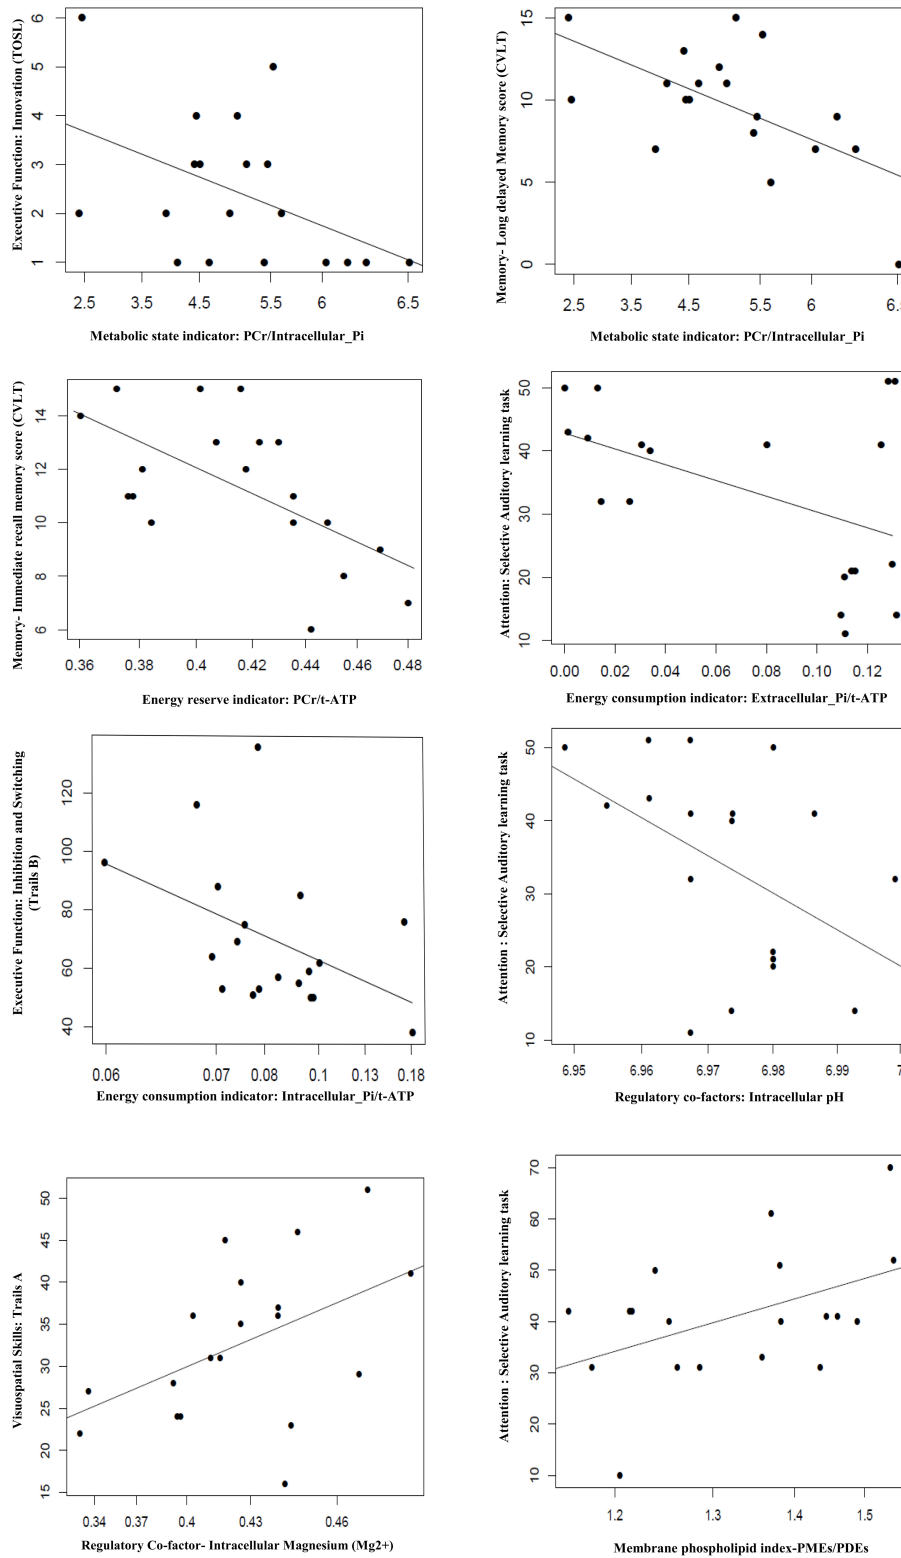 Executive Function: Innovation (TOSL)
6
5
4
3
2
1
2.5 3.5 4.5 5.5 6 6.5
Metabolic state indicator: PCr/Intracellular_Pi
Memory- Long delayed Memory score (CVLT)
15
10
5
0
2.5 3.5 4.5 5.5 6 6.5
Metabolic state indicator: PCr/Intracellular_Pi
Memory- Immediate recall memory score (CVLT)
14
12
10
8
6
0.36 0.38 0.4 0.42 0.44 0.46 0.48
Energy reserve indicator: PCr/t-ATP
Attention: Selective Auditory learning task
50
40
30
20
10
0.00 0.02 0.04 0.06 0.08 0.10 0.130
Energy consumption indicator: Extracellular_Pi/t-ATP
Executive Function: Inhibition and Switching
(Trails B)
120
100
80
60
40
0.06 0.07 0.08 0.1 0.13 0.18
Energy consumption indicator: Intracellular_Pi/t-ATP
Attention : Selective Auditory learning task
50
40
30
20
10
6.95 6.96 6.97 6.98 6.99 7
Regulatory co-factors: Intracellular pH
Visuospatial Skills: Trails A
50
45
40
35
30
25
20
15
0.34 0.37 0.4 0.43 0.46
Regulatory Co-factor- Intracellular Magnesium (Mg2+)
Attention : Selective Auditory learning task
70
60
50
40
30
20
10
1.2 1.3 1.4 1.5
Membrane phospholipid index-PMEs/PDEs